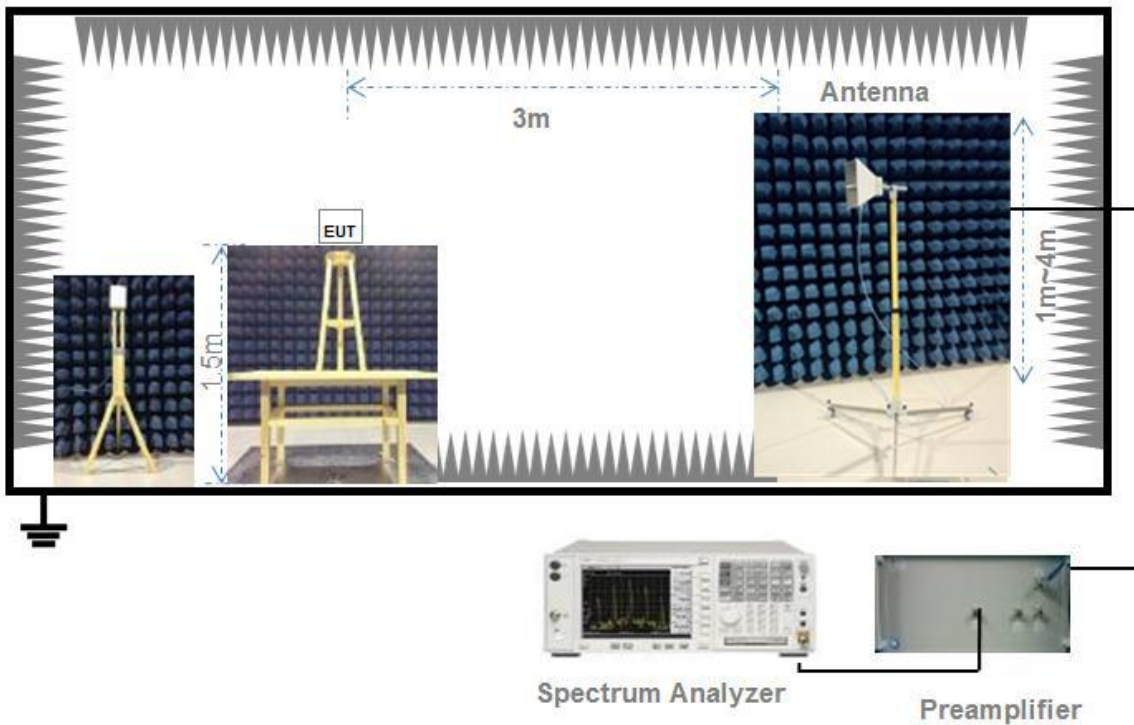 Antenna
3m
EUT
1.5m
1m~4m
Spectrum Analyzer
Preamplifier